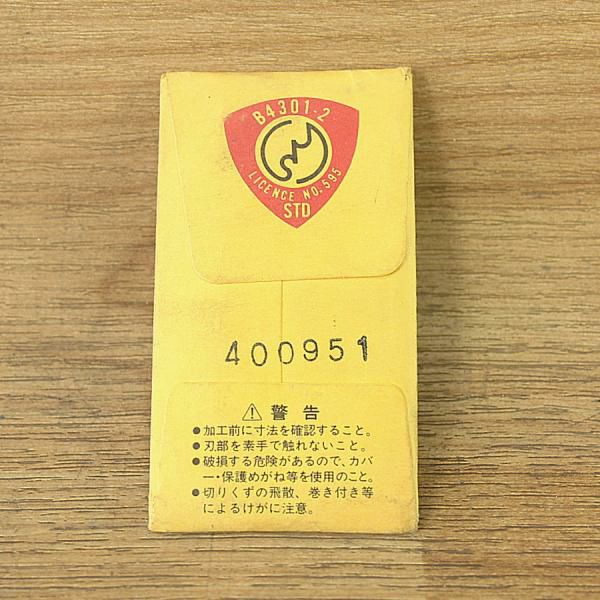 B4301-2
LICENCE NO.595
STD
400951
⚠ 警告
●加工前に寸法を確認すること。
●刃部を素手で触れないこと。
●破損する危険があるので、カバ
ー・保護めがね等を使用のこと。
●切りくずの飛散、巻き付き等
によるけがに注意。